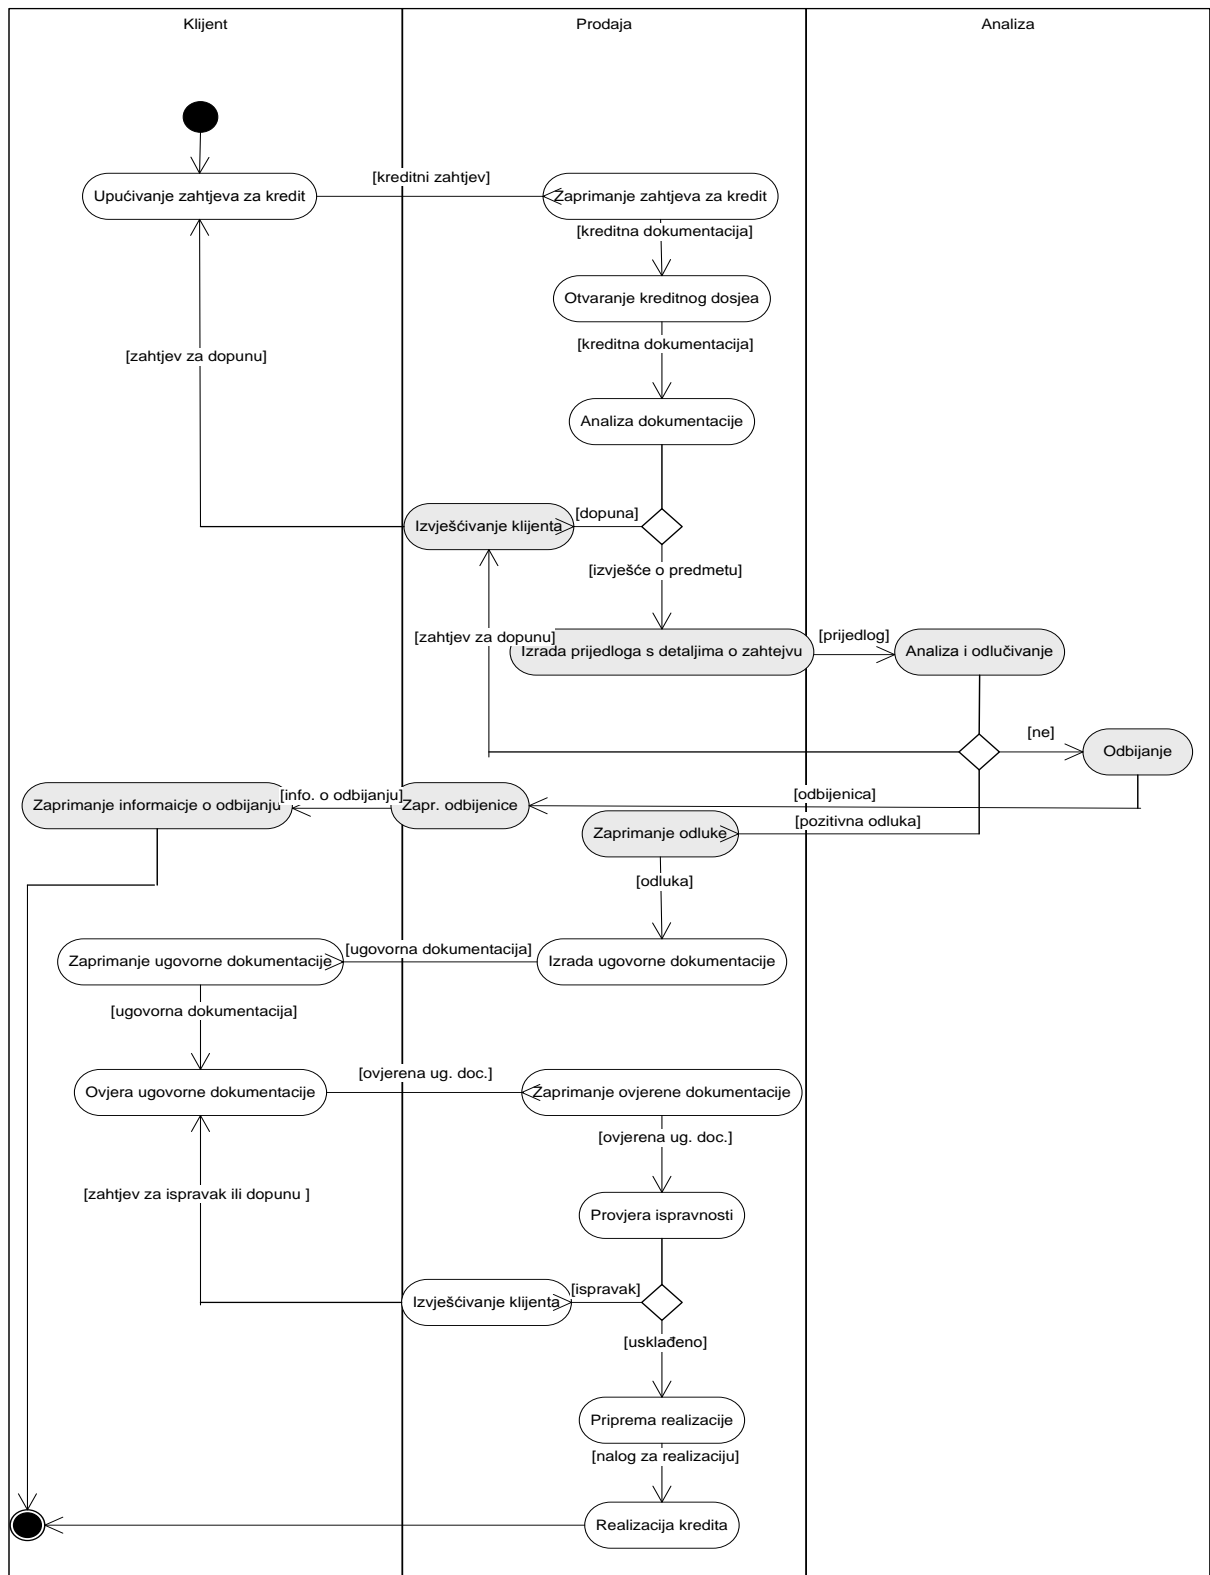 Klijent
Prodaja
Analiza
[kreditni zahtjev]
Upućivanje zahtjeva za kredit
Zaprimanje zahtjeva za kredit
[kreditna dokumentacija]
Otvaranje kreditnog dosjea
[kreditna dokumentacija]
[zahtjev za dopunu]
Analiza dokumentacije
[dopuna]
Izvješćivanje klijenta
[izvješće o predmetu]
[zahtjev za dopunu]
[prijedlog]
Izrada prijedloga s detaljima o zahtejvu
Analiza i odlučivanje
[ne]
Odbijanje
[info. o odbijanju]
[odbijenica]
Zaprimanje informaicje o odbijanju
Zapr. odbijenice
[pozitivna odluka]
Zaprimanje odluke
[odluka]
[ugovorna dokumentacija]
Zaprimanje ugovorne dokumentacije
Izrada ugovorne dokumentacije
[ugovorna dokumentacija]
[ovjerena ug. doc.]
Ovjera ugovorne dokumentacije
Zaprimanje ovjerene dokumentacije
[ovjerena ug. doc.]
[zahtjev za ispravak ili dopunu ]
Provjera ispravnosti
[ispravak]
Izvješćivanje klijenta
[usklađeno]
Priprema realizacije
[nalog za realizaciju]
Realizacija kredita